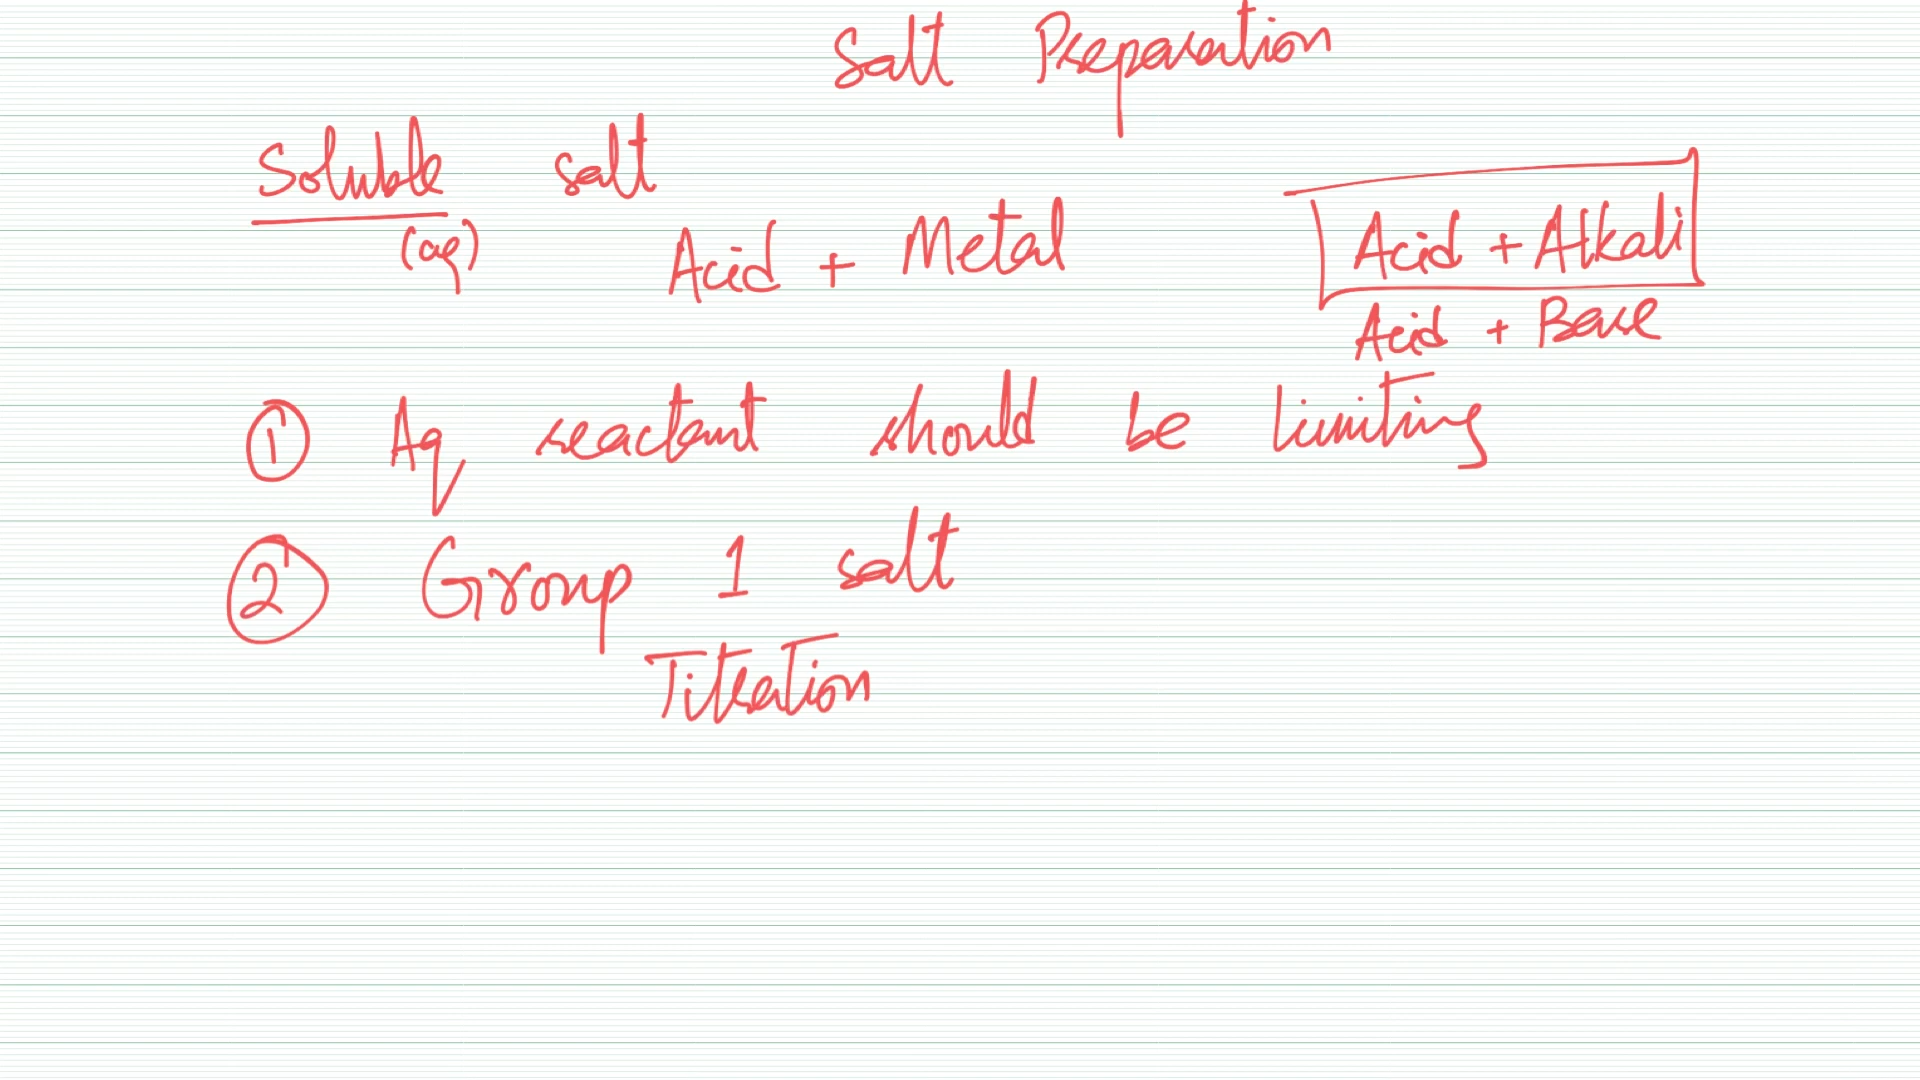 Salt Preparation
Soluble salt
(aq)
Acid + Metal
Acid + Alkali
Acid + Base
① Aq reactant should be limiting
② Group 1 salt
Titration